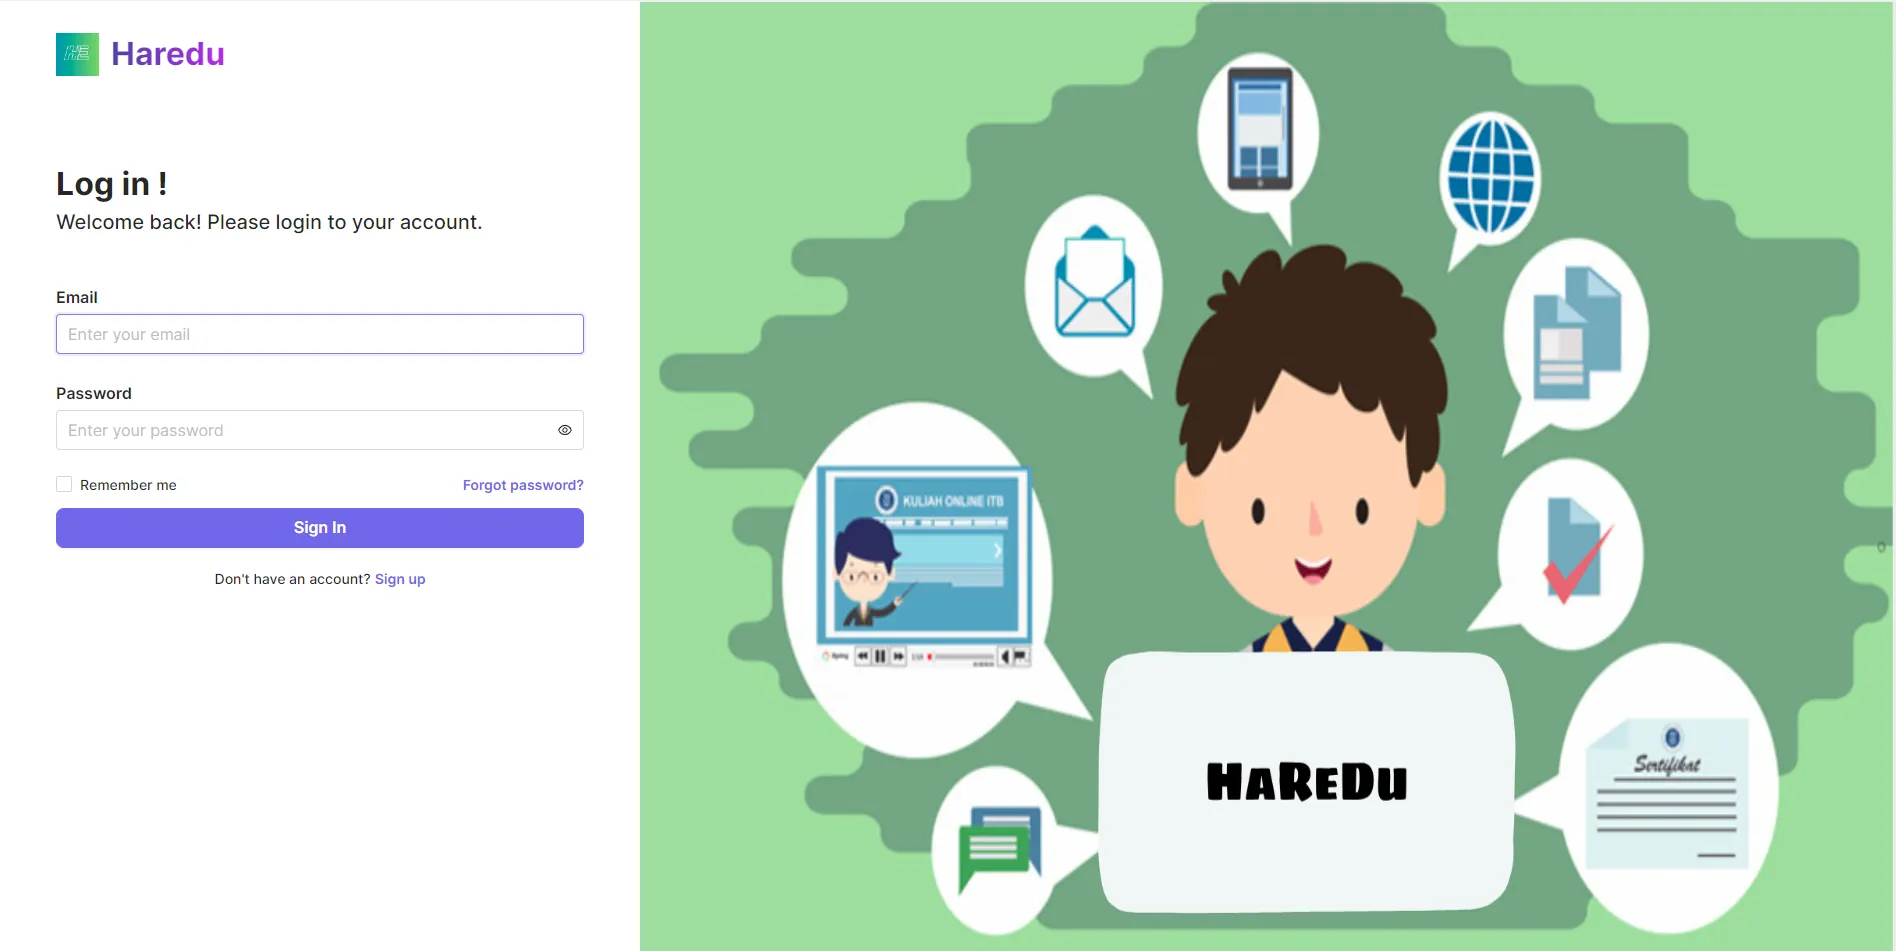 Haredu
Log in !
Welcome back! Please login to your account.
Email
Enter your email
Password
Enter your password
Remember me
Forgot password?
Sign In
Don't have an account? Sign up
KULIAH ONLINE ITB
HaReDu
Sertifikat